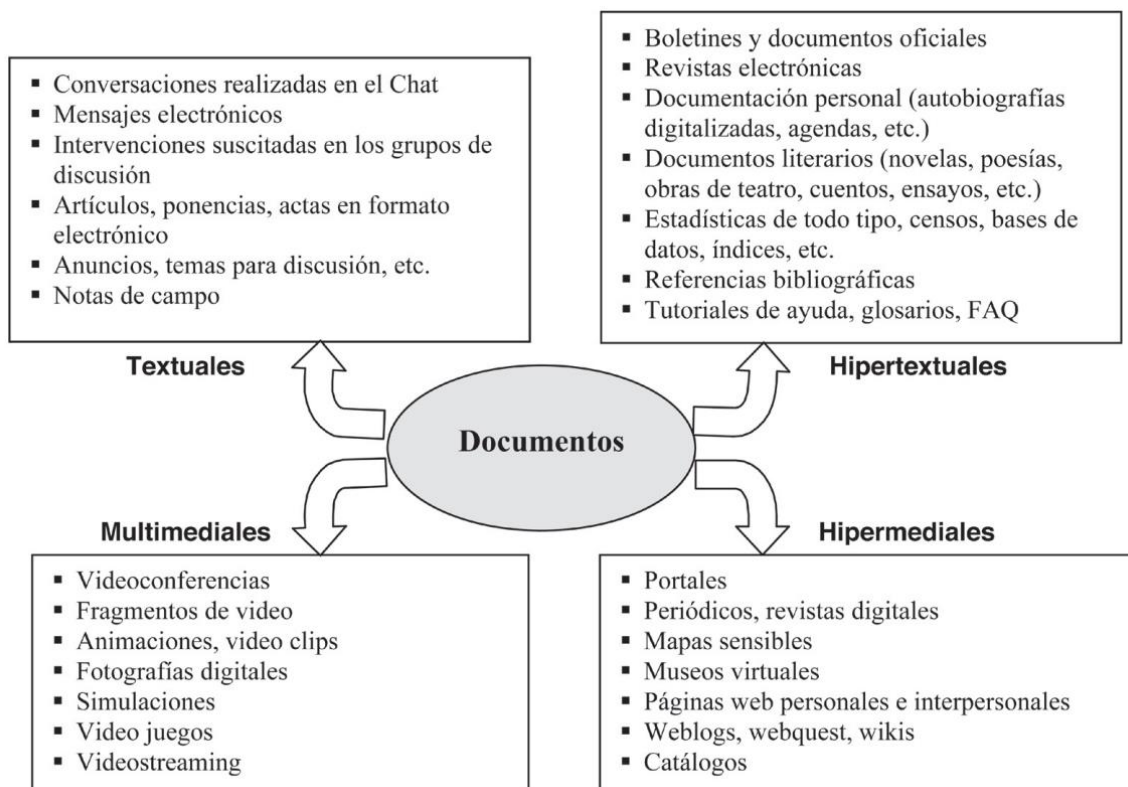 ▪ Conversaciones realizadas en el Chat
▪ Mensajes electrónicos
▪ Intervenciones suscitadas en los grupos de
discusión
▪ Artículos, ponencias, actas en formato
electrónico
▪ Anuncios, temas para discusión, etc.
▪ Notas de campo
Textuales
▪ Boletines y documentos oficiales
▪ Revistas electrónicas
▪ Documentación personal (autobiografías
digitalizadas, agendas, etc.)
▪ Documentos literarios (novelas, poesías,
obras de teatro, cuentos, ensayos, etc.)
▪ Estadísticas de todo tipo, censos, bases de
datos, índices, etc.
▪ Referencias bibliográficas
▪ Tutoriales de ayuda, glosarios, FAQ
Hipertextuales
Documentos
Multimediales
▪ Videoconferencias
▪ Fragmentos de video
▪ Animaciones, video clips
▪ Fotografías digitales
▪ Simulaciones
▪ Video juegos
▪ Videostreaming
Hipermediales
▪ Portales
▪ Periódicos, revistas digitales
▪ Mapas sensibles
▪ Museos virtuales
▪ Páginas web personales e interpersonales
▪ Weblogs, webquest, wikis
▪ Catálogos